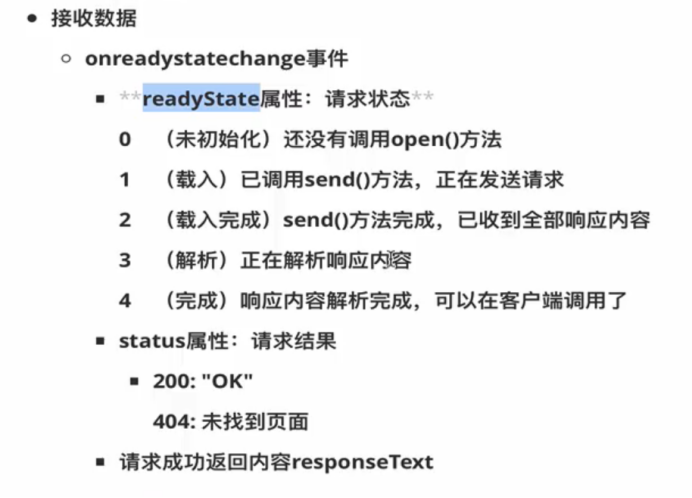 接收数据
onreadystatechange事件
**readyState属性：请求状态**
0 （未初始化）还没有调用open()方法
1 （载入）已调用send()方法，正在发送请求
2 （载入完成）send()方法完成，已收到全部响应内容
3 （解析）正在解析响应内容
4 （完成）响应内容解析完成，可以在客户端调用了
status属性：请求结果
200: "OK"
404: 未找到页面
请求成功返回内容responseText